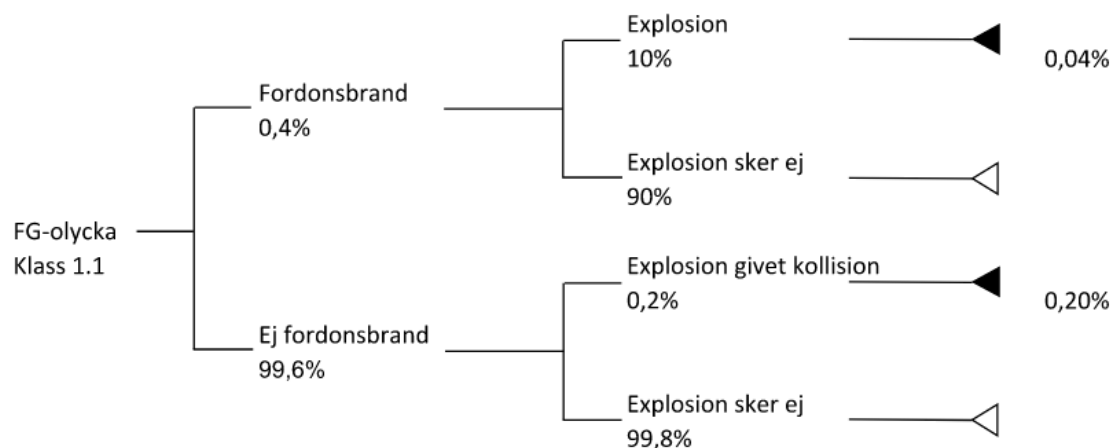 Explosion
10%
0,04%
Fordonsbrand
0,4%
Explosion sker ej
90%
FG-olycka
Klass 1.1
Explosion givet kollision
0,2%
0,20%
Ej fordonsbrand
99,6%
Explosion sker ej
99,8%